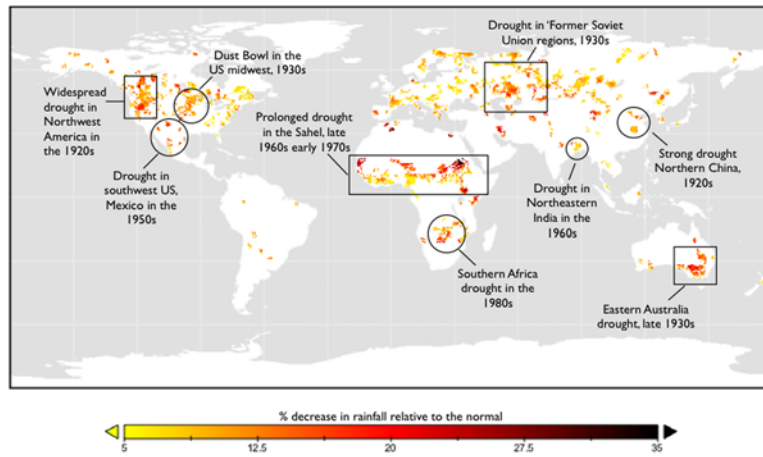 Drought in 'Former Soviet
Union regions, 1930s
Dust Bowl in the
US midwest, 1930s
Widespread
drought in
Northwest
America in
the 1920s
Prolonged drought
in the Sahel, late
1960s early 1970s
Drought in
southwest US,
Mexico in the
1950s
Drought in
Northeastern
India in the
1960s
Strong drought
Northern China,
1920s
Southern Africa
drought in the
1980s
Eastern Australia
drought, late 1930s
% decrease in rainfall relative to the normal
5 12.5 20 27.5 35